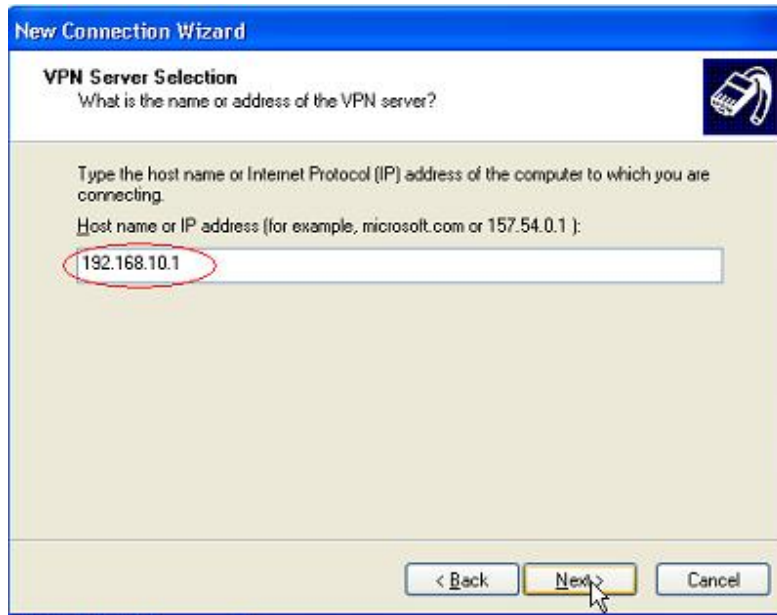 New Connection Wizard
VPN Server Selection
What is the name or address of the VPN server?
Type the host name or Internet Protocol (IP) address of the computer to which you are
connecting.
Host name or IP address (for example, microsoft.com or 157.54.0.1 ):
192.168.10.1
< Back
Next >
Cancel